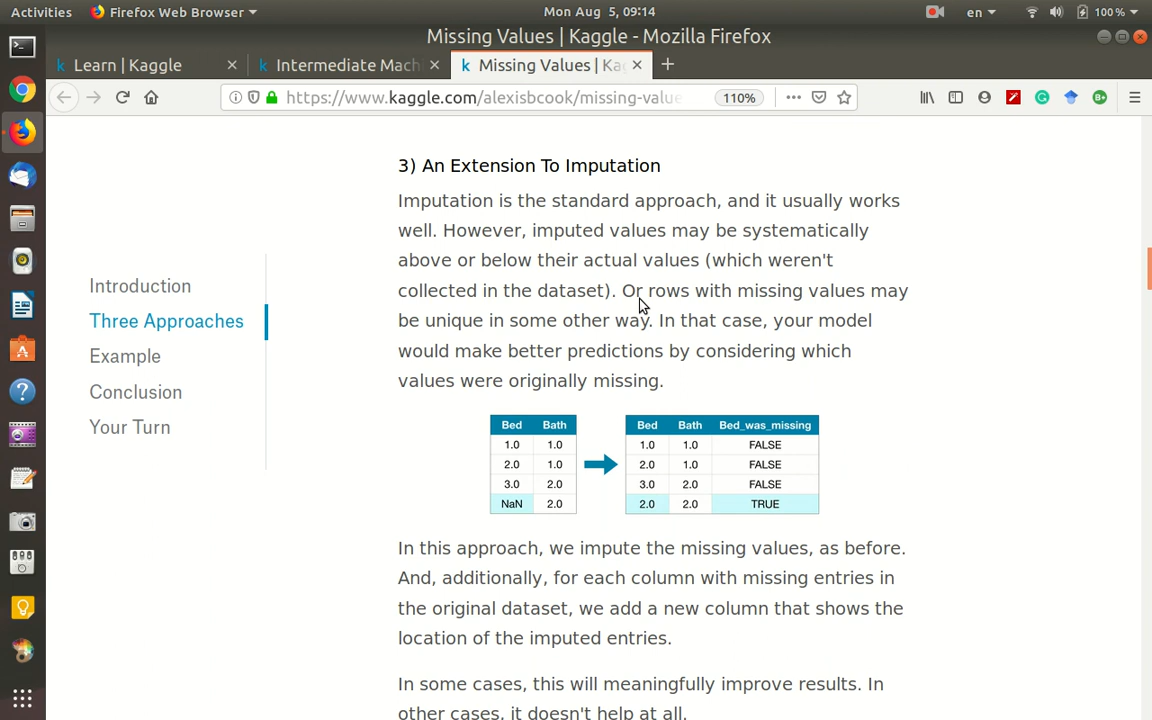 Activities
Firefox Web Browser
Mon Aug 5, 09:14
en
100%
Missing Values | Kaggle - Mozilla Firefox
k Learn | Kaggle
k Intermediate Mach
k Missing Values | Ka
https://www.kaggle.com/alexisbcook/missing-value
110%
3) An Extension To Imputation
Imputation is the standard approach, and it usually works
well. However, imputed values may be systematically
above or below their actual values (which weren't
collected in the dataset). Or rows with missing values may
be unique in some other way. In that case, your model
would make better predictions by considering which
values were originally missing.
Introduction
Three Approaches
Example
Conclusion
Your Turn
Bed Bath
1.0 1.0
2.0 1.0
3.0 2.0
NaN 2.0
Bed Bath Bed_was_missing
1.0 1.0 FALSE
2.0 1.0 FALSE
3.0 2.0 FALSE
2.0 2.0 TRUE
In this approach, we impute the missing values, as before.
And, additionally, for each column with missing entries in
the original dataset, we add a new column that shows the
location of the imputed entries.
In some cases, this will meaningfully improve results. In
other cases, it doesn't help at all.